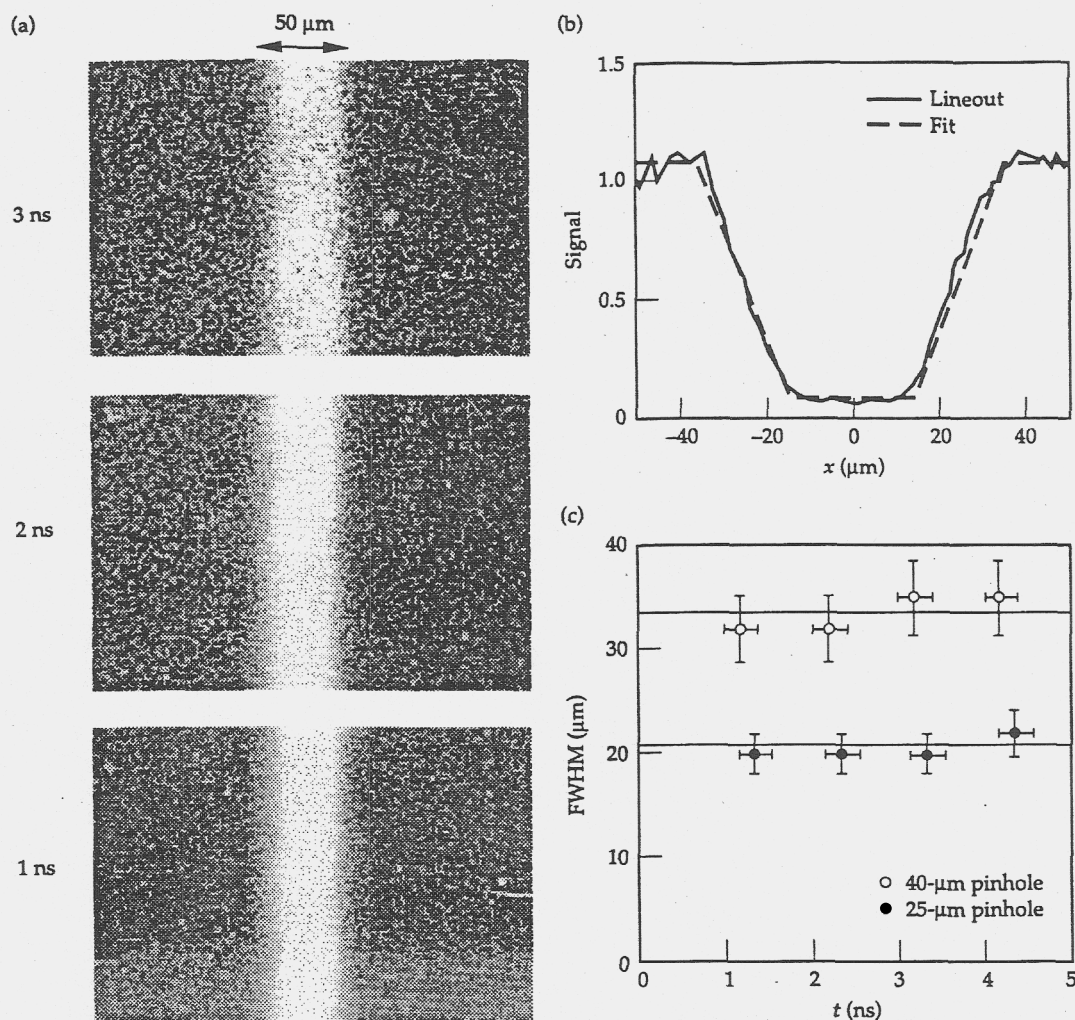 (a)
50 μm
3 ns
2 ns
1 ns
(b)
1.5
1.0
0.5
0
Signal
Lineout
Fit
−40
−20
0
20
40
x (μm)
(c)
40
30
20
10
0
FWHM (μm)
40-μm pinhole
25-μm pinhole
0
1
2
3
4
5
t (ns)